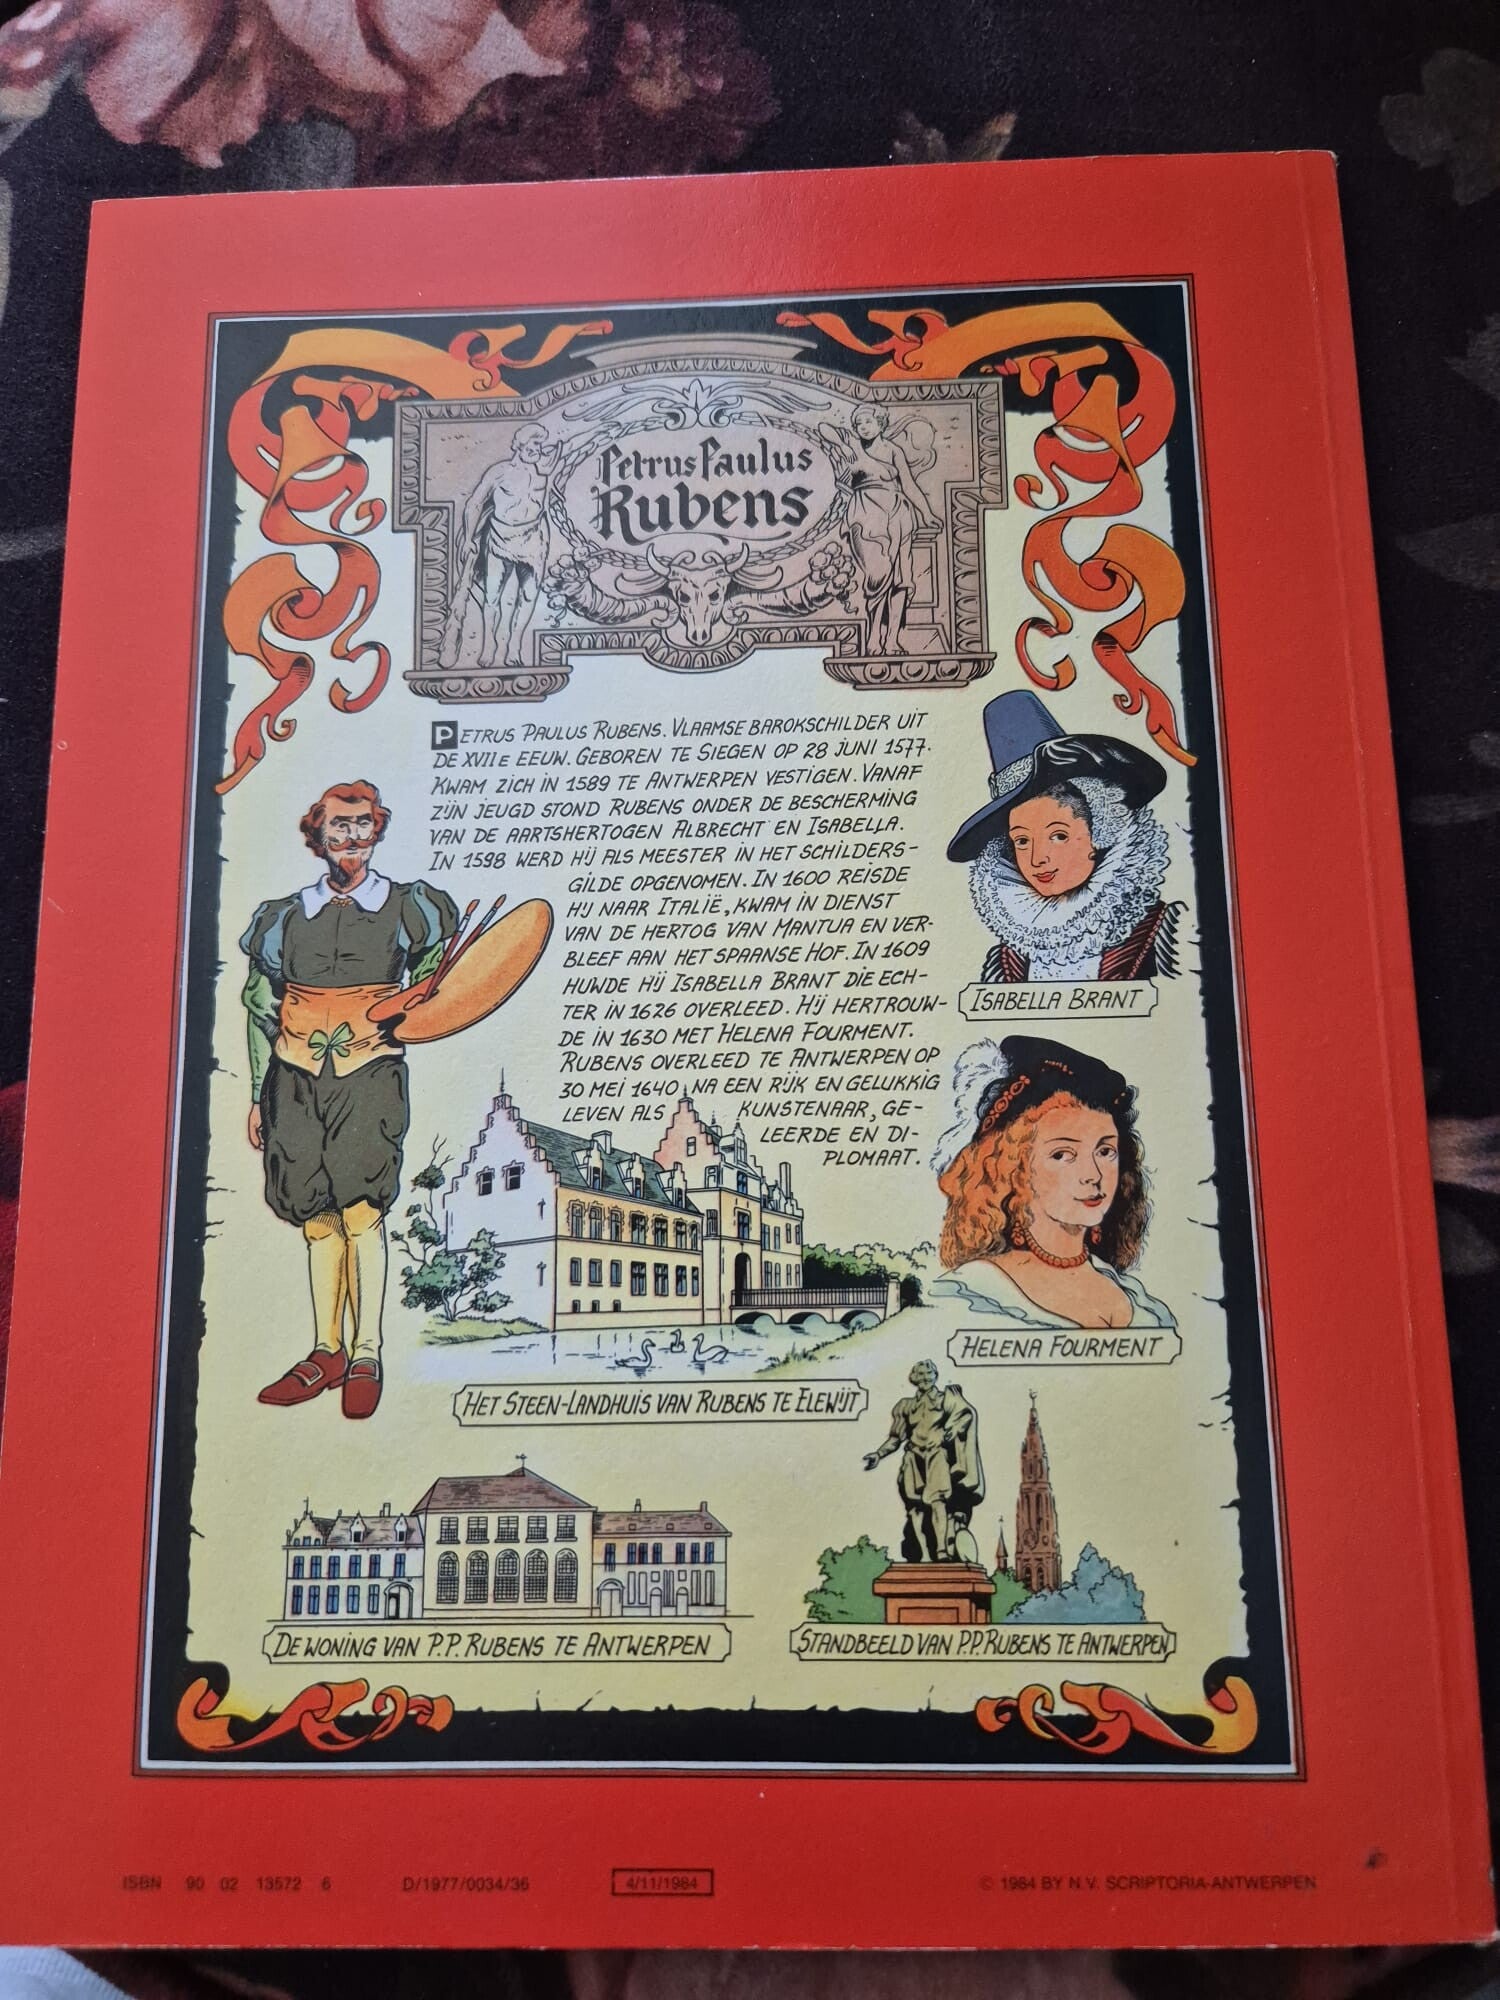 Petrus Paulus
Rubens
PETRUS PAULUS RUBENS. VLAAMSE BAROKSCHILDER UIT
DE XVIIe EEUW. GEBOREN TE SIEGEN OP 28 JUNI 1577.
KWAM ZICH IN 1589 TE ANTWERPEN VESTIGEN. VANAF
ZIJN JEUGD STOND RUBENS ONDER DE BESCHERMING
VAN DE AARTSHERTOGEN ALBRECHT EN ISABELLA.
IN 1598 WERD HIJ ALS MEESTER IN HET SCHILDERS-
GILDE OPGENOMEN. IN 1600 REISDE
HIJ NAAR ITALIË, KWAM IN DIENST
VAN DE HERTOG VAN MANTUA EN VER-
BLEEF AAN HET SPAANSE HOF. IN 1609
HUWDE HIJ ISABELLA BRANT DIE ECH-
TER IN 1626 OVERLEED. HIJ HERTROUW-
DE IN 1630 MET HELENA FOURMENT.
RUBENS OVERLEED TE ANTWERPEN OP
30 MEI 1640 NA EEN RIJK EN GELUKKIG
LEVEN ALS KUNSTENAAR, GE-
LEERDE EN DI-
PLOMAAT.
ISABELLA BRANT
HELENA FOURMENT
HET STEEN-LANDHUIS VAN RUBENS TE ELEWIJT
DE WONING VAN P.P. RUBENS TE ANTWERPEN
STANDBEELD VAN P.P. RUBENS TE ANTWERPEN
ISBN 90 02 13572 6 D/1977/0034/36 4/11/1984 © 1984 BY N.V. SCRIPTORIA-ANTWERPEN